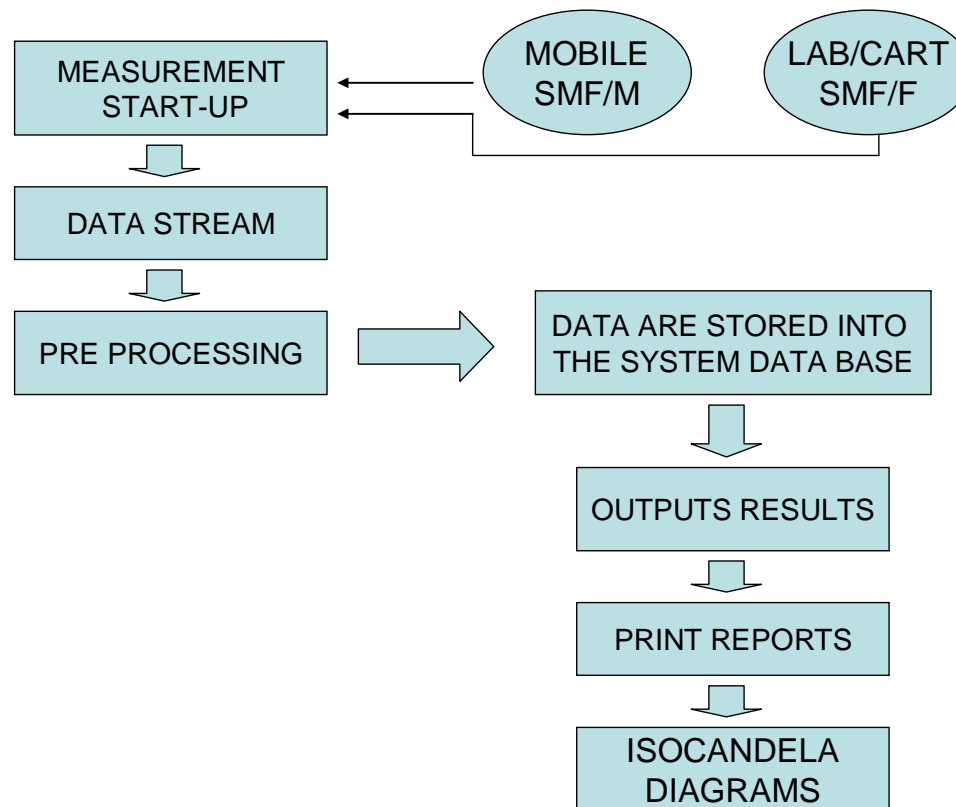 MEASUREMENT
START-UP
MOBILE
SMF/M
LAB/CART
SMF/F
DATA STREAM
PRE PROCESSING
DATA ARE STORED INTO
THE SYSTEM DATA BASE
OUTPUTS RESULTS
PRINT REPORTS
ISOCANDELA
DIAGRAMS